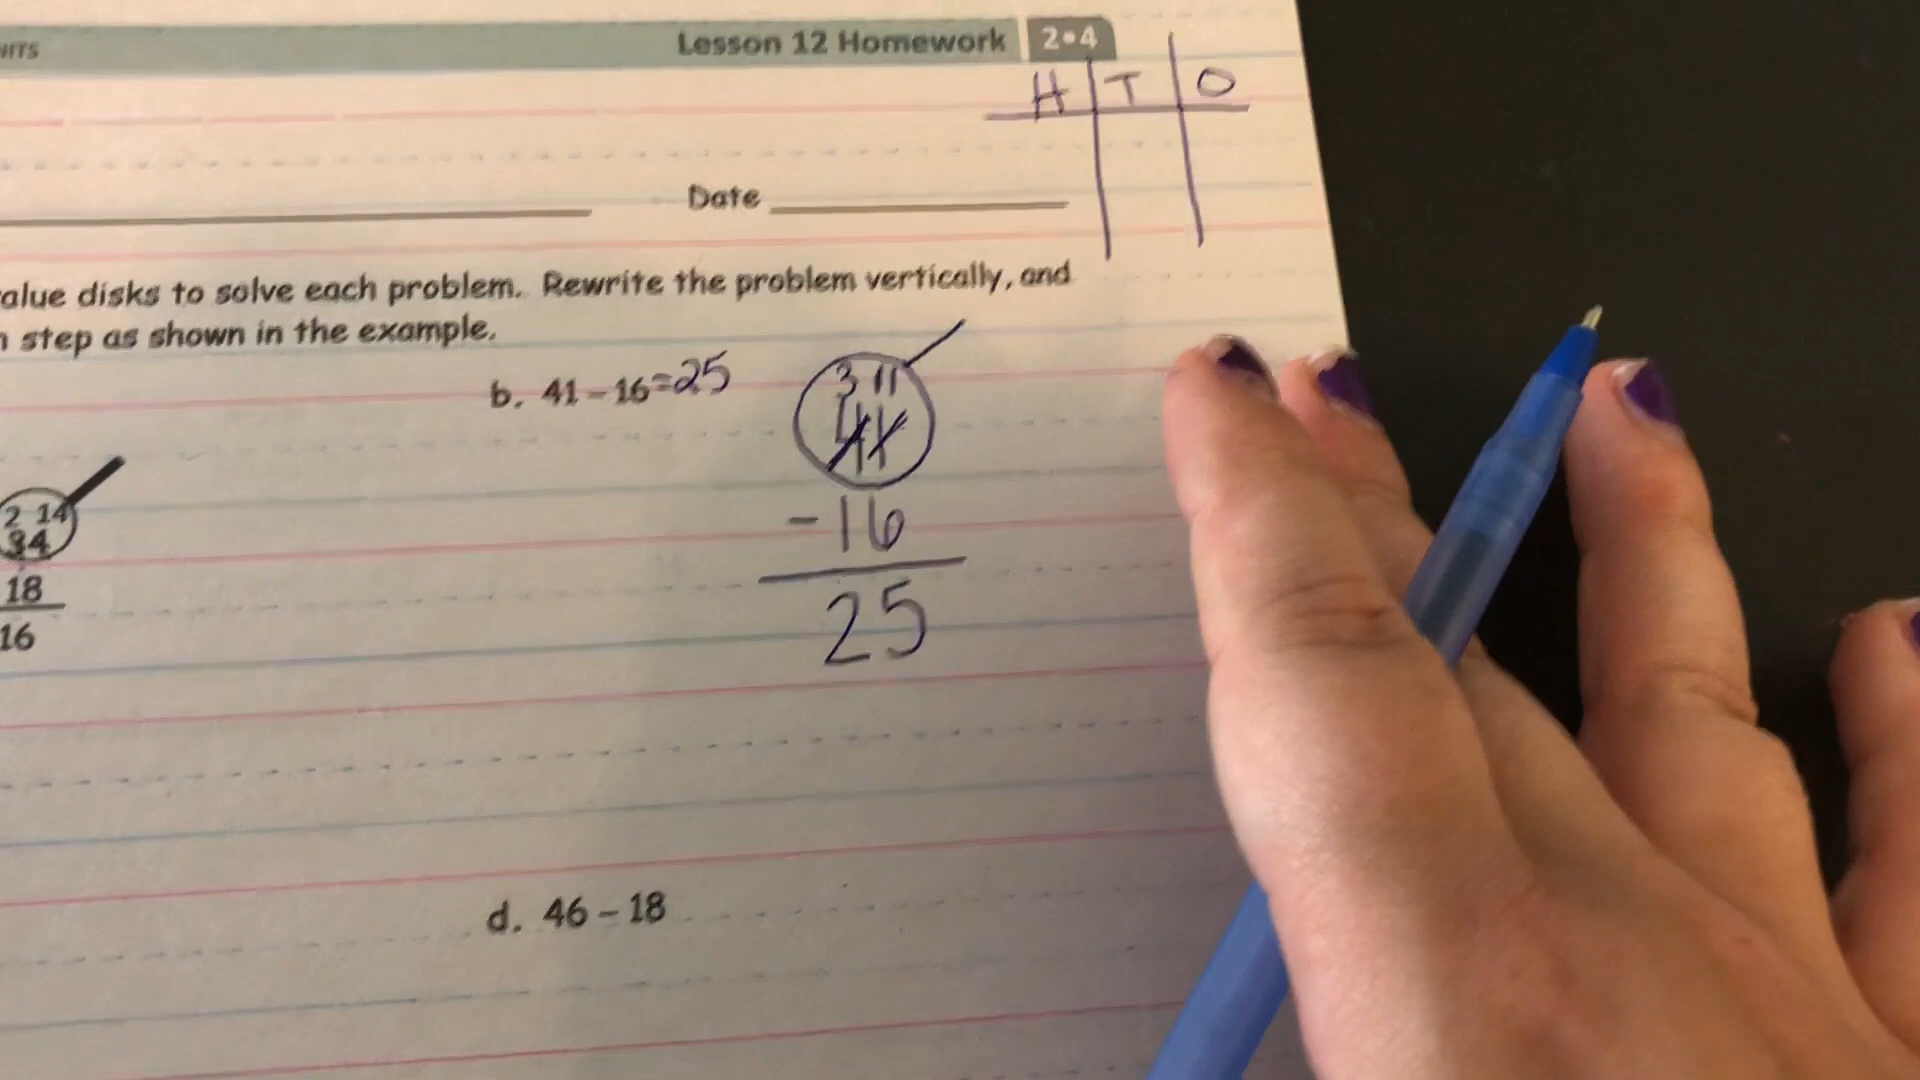 Lesson 12 Homework 2•4
H T O
Date
alue disks to solve each problem. Rewrite the problem vertically, and
step as shown in the example.
b. 41 - 16 = 25
3 11
41
- 16
25
2 14
34
18
16
d. 46 - 18